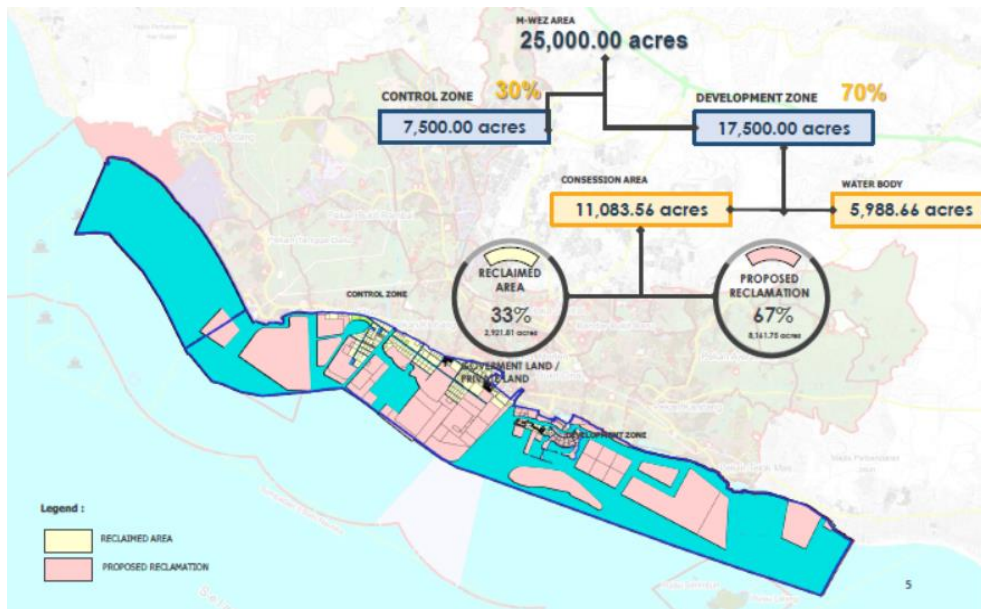 M-WEZ AREA
25,000.00 acres
CONTROL ZONE 30%
7,500.00 acres
DEVELOPMENT ZONE 70%
17,500.00 acres
CONSESSION AREA
11,083.56 acres
WATER BODY
5,988.66 acres
RECLAIMED
AREA
33%
2,921.81 acres
PROPOSED
RECLAMATION
67%
8,161.75 acres
CONTROL ZONE
GOVERMENT LAND /
PRIVATE LAND
DEVELOPMENT ZONE
Legend :
RECLAIMED AREA
PROPOSED RECLAMATION
5